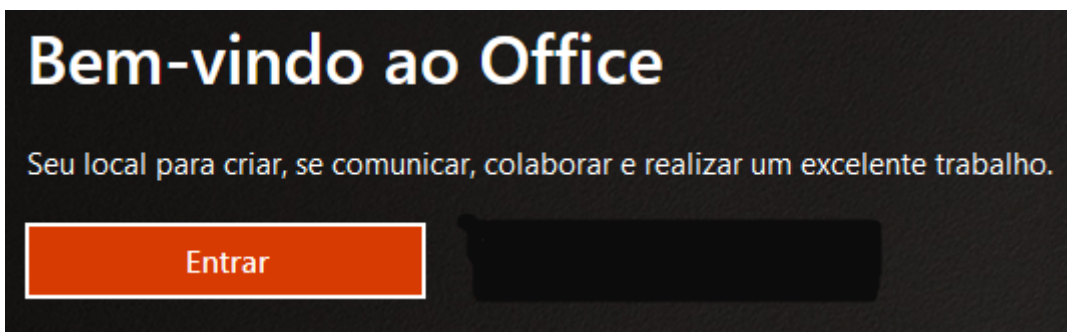 Bem-vindo ao Office
Seu local para criar, se comunicar, colaborar e realizar um excelente trabalho.
Entrar